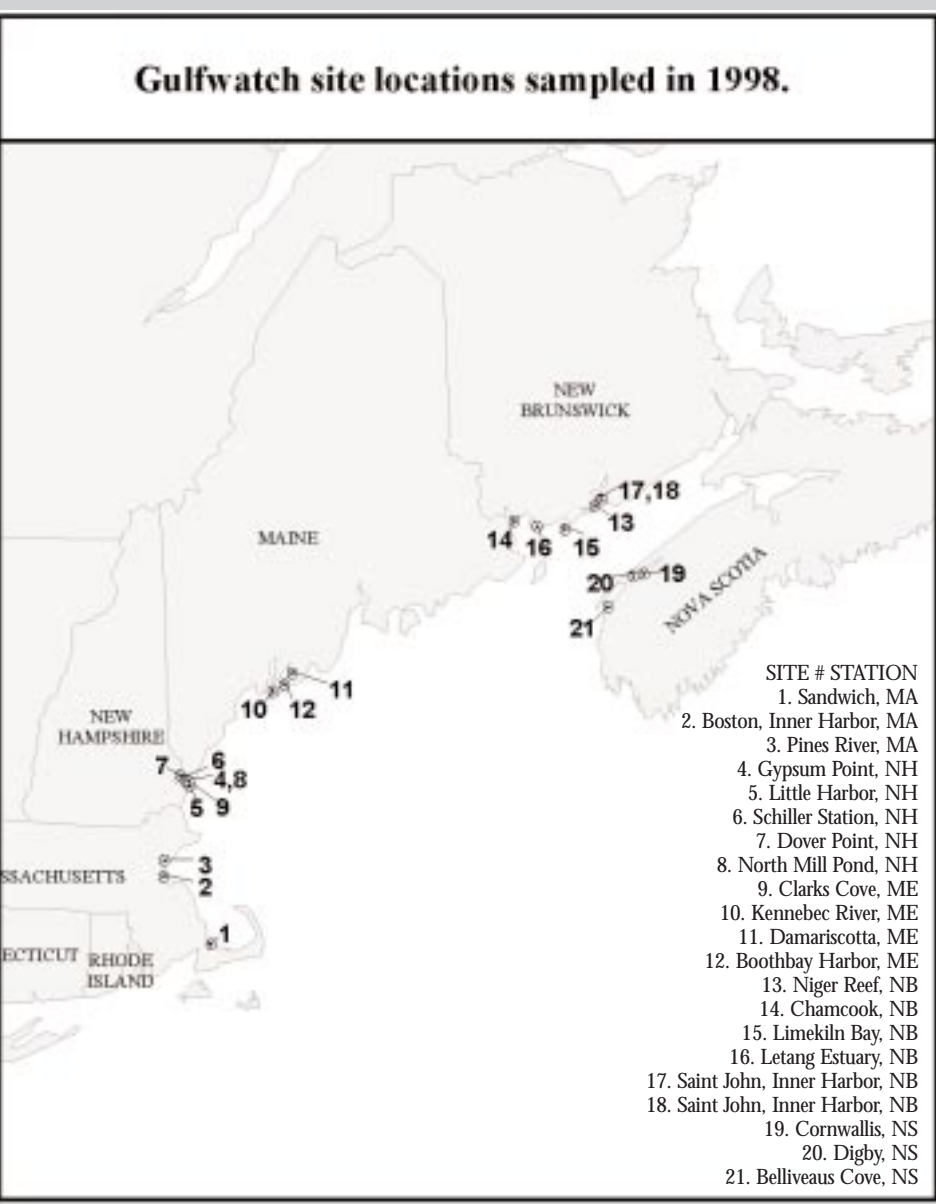 Gulfwatch site locations sampled in 1998.
NEW
BRUNSWICK
17,18
13
MAINE
14
16
15
20
19
NOVA SCOTIA
21
11
10
12
NEW
HAMPSHIRE
7
6
4,8
5
9
3
SSACHUSETTS
2
1
ECTICUT
RHODE
ISLAND
SITE # STATION
1. Sandwich, MA
2. Boston, Inner Harbor, MA
3. Pines River, MA
4. Gypsum Point, NH
5. Little Harbor, NH
6. Schiller Station, NH
7. Dover Point, NH
8. North Mill Pond, NH
9. Clarks Cove, ME
10. Kennebec River, ME
11. Damariscotta, ME
12. Boothbay Harbor, ME
13. Niger Reef, NB
14. Chamcook, NB
15. Limekiln Bay, NB
16. Letang Estuary, NB
17. Saint John, Inner Harbor, NB
18. Saint John, Inner Harbor, NB
19. Cornwallis, NS
20. Digby, NS
21. Belliveaus Cove, NS